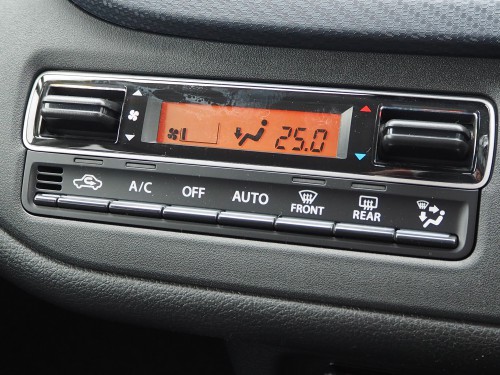 25.0
A/C OFF AUTO FRONT REAR